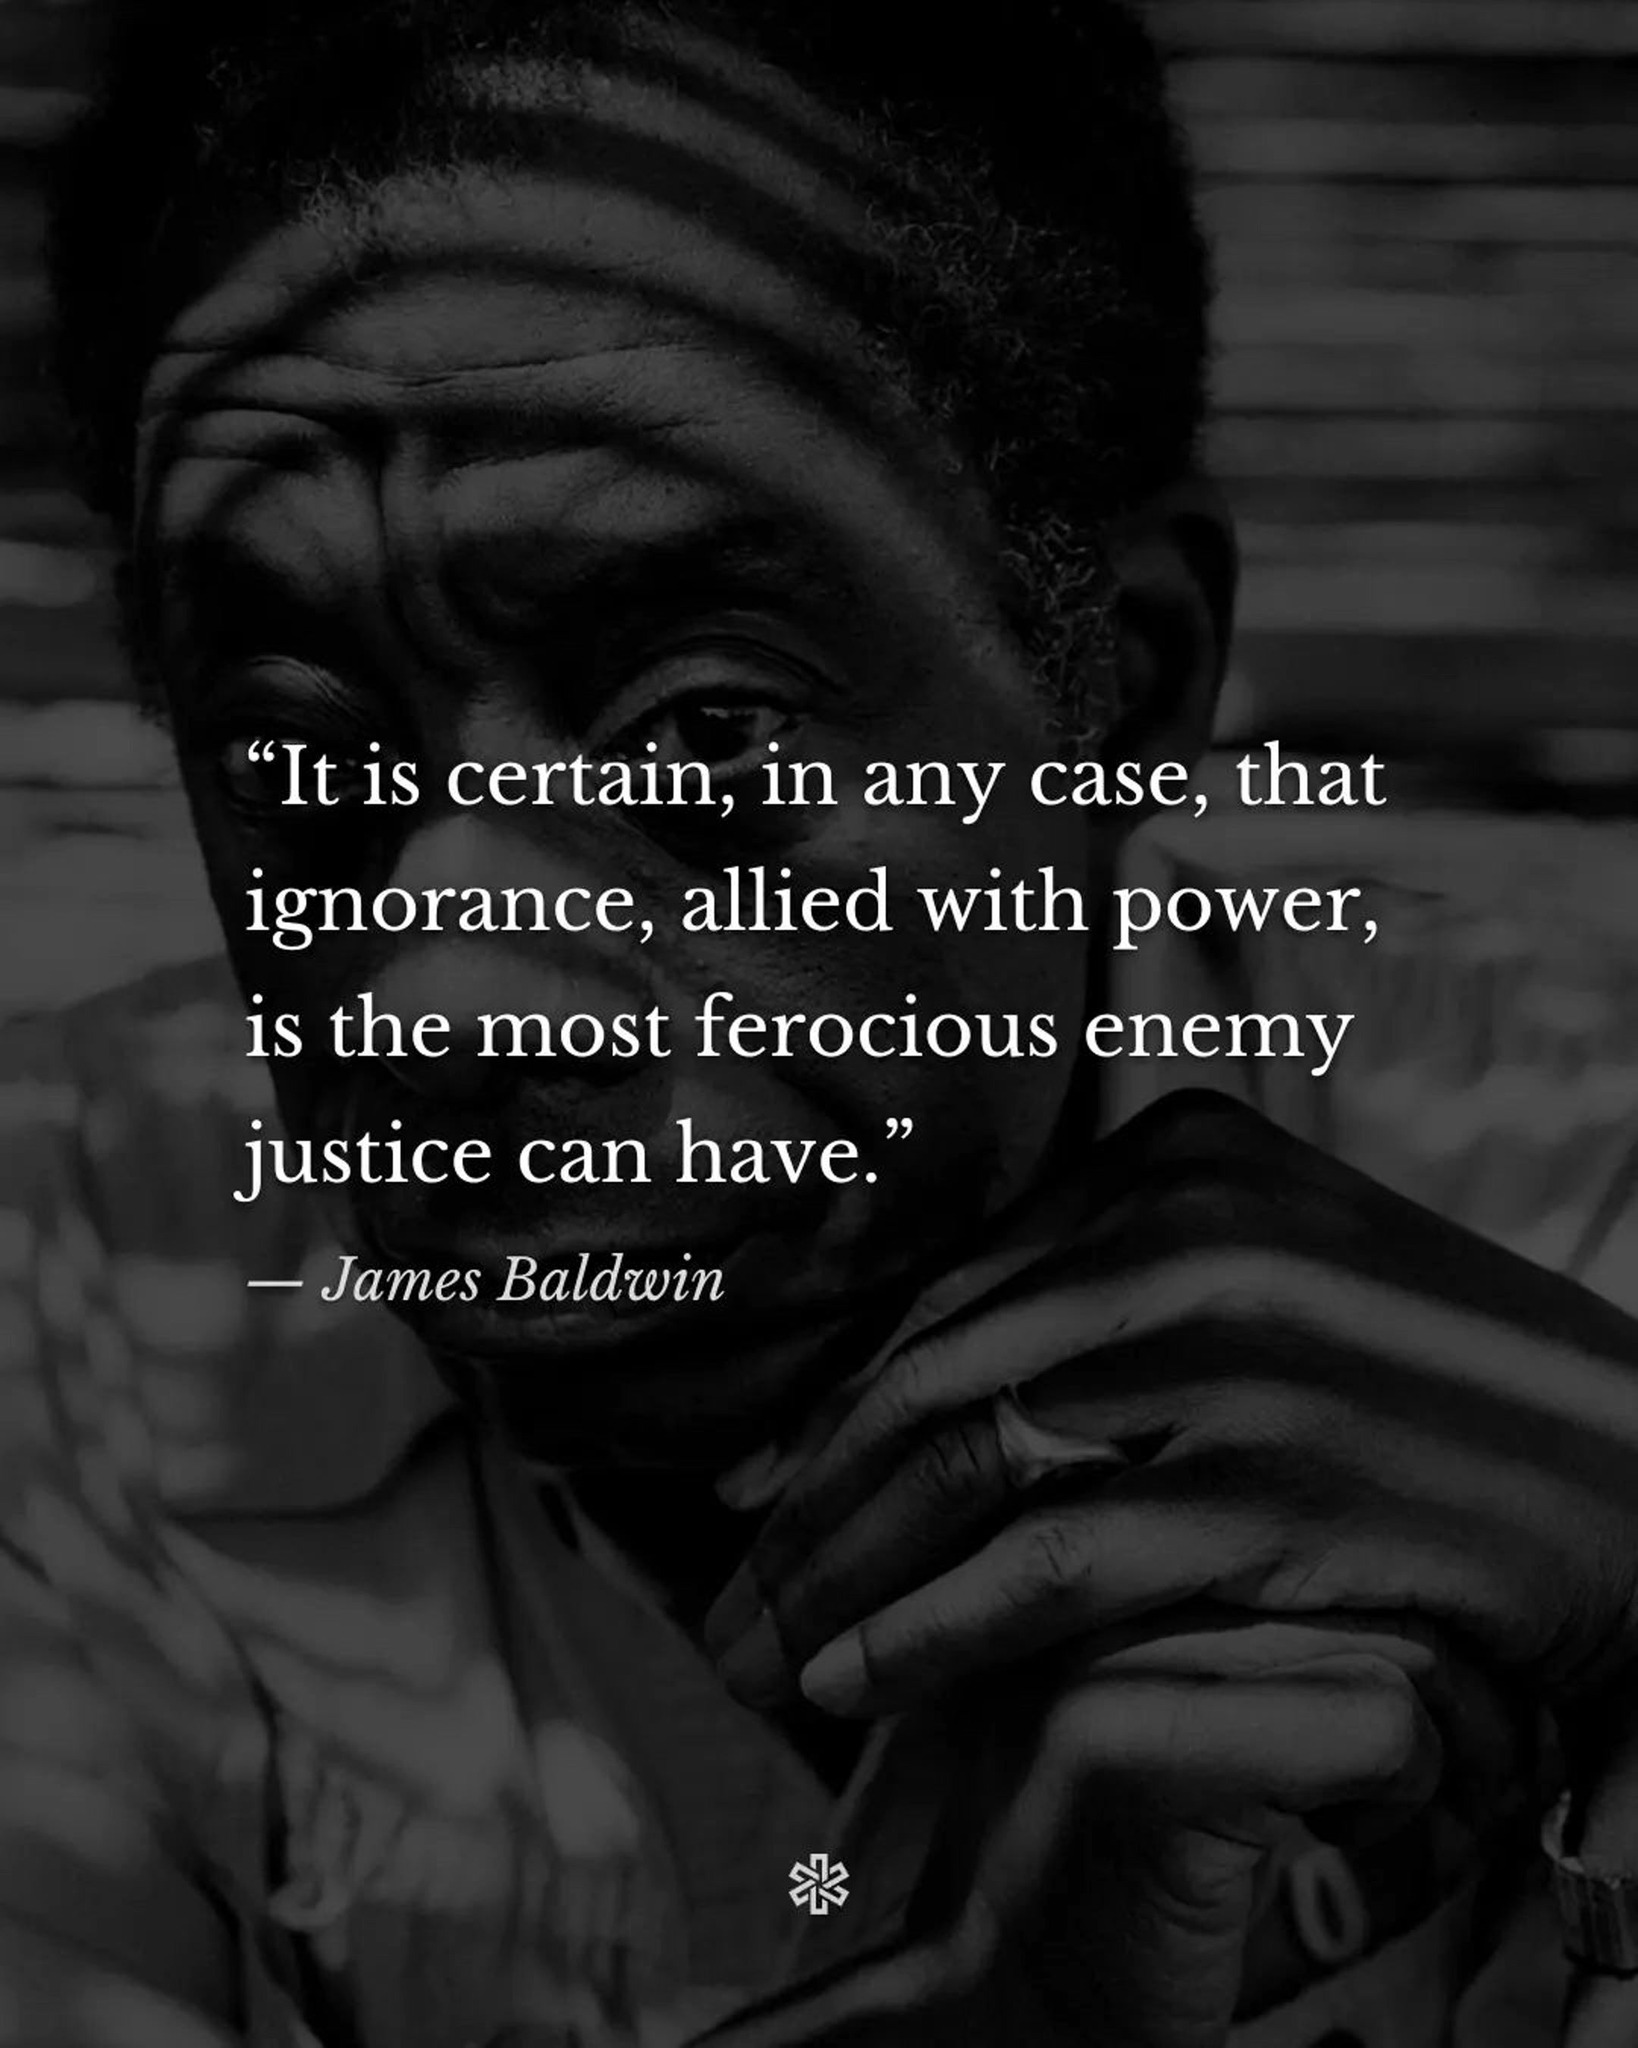 “It is certain, in any case, that
ignorance, allied with power,
is the most ferocious enemy
justice can have.”
— James Baldwin